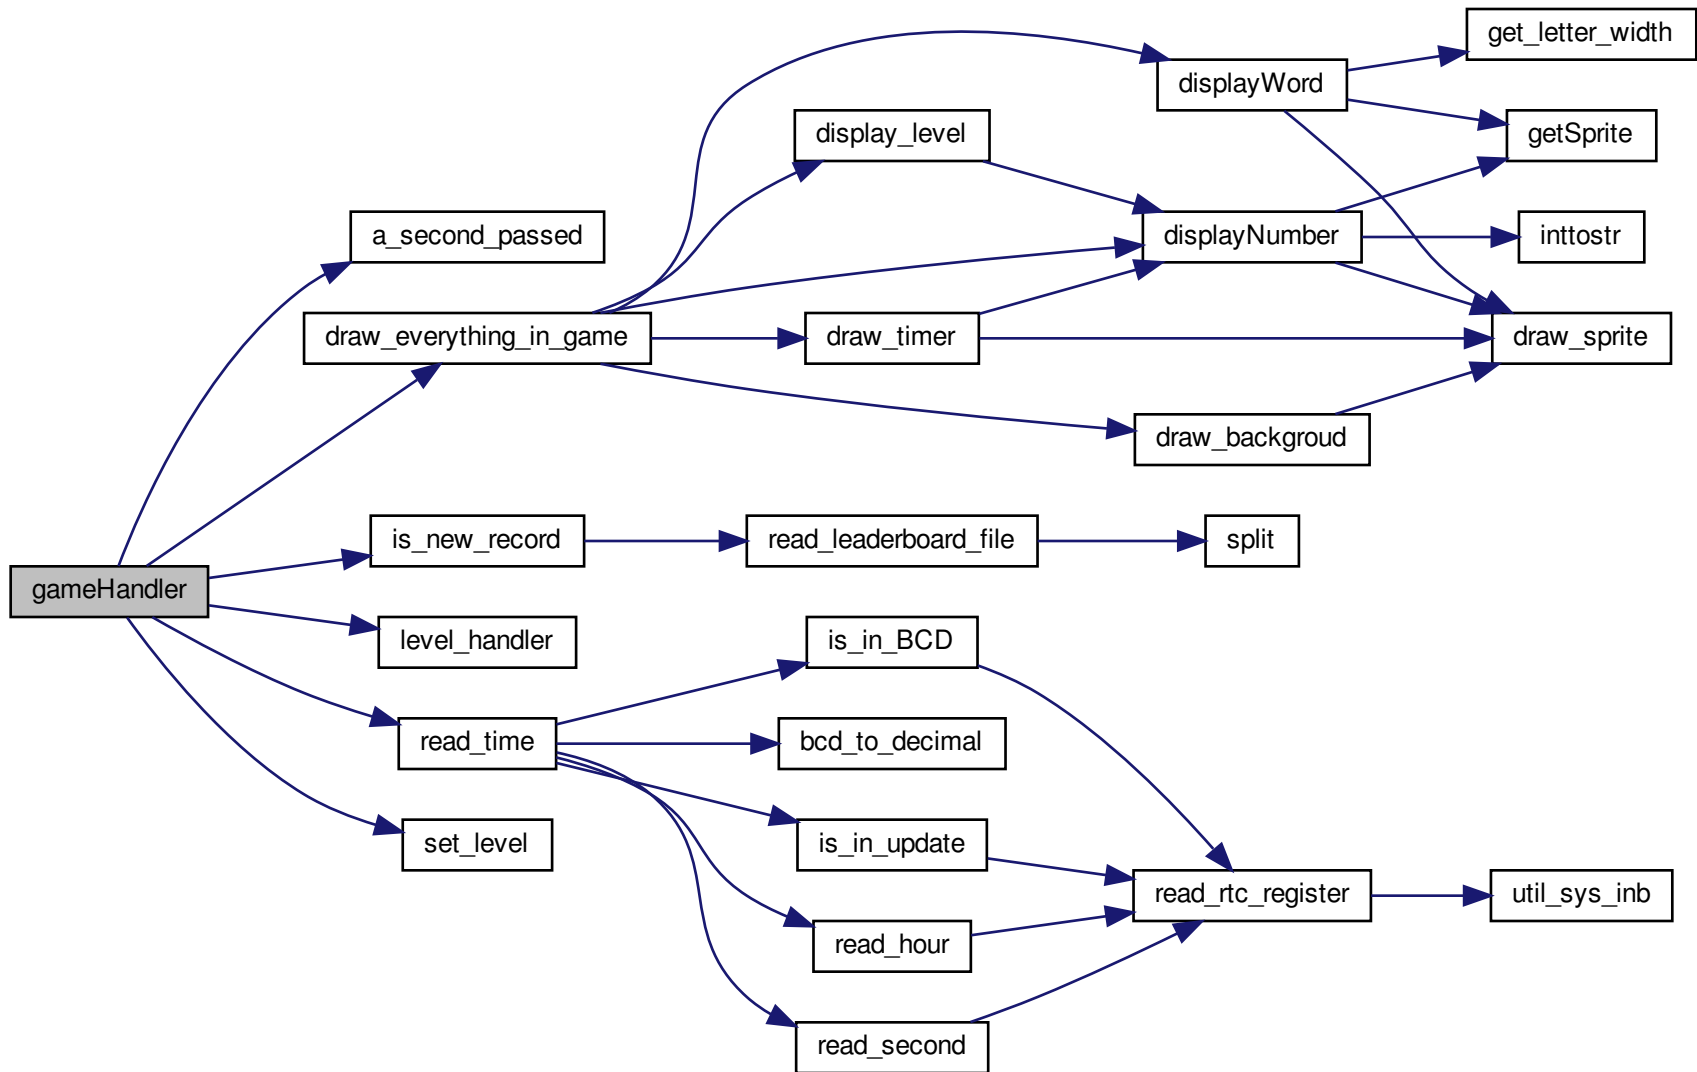 get_letter_width
displayWord
display_level
getSprite
a_second_passed
displayNumber
inttostr
draw_everything_in_game
draw_timer
draw_sprite
draw_backgroud
is_new_record
read_leaderboard_file
split
gameHandler
level_handler
is_in_BCD
read_time
bcd_to_decimal
set_level
is_in_update
read_rtc_register
util_sys_inb
read_hour
read_second